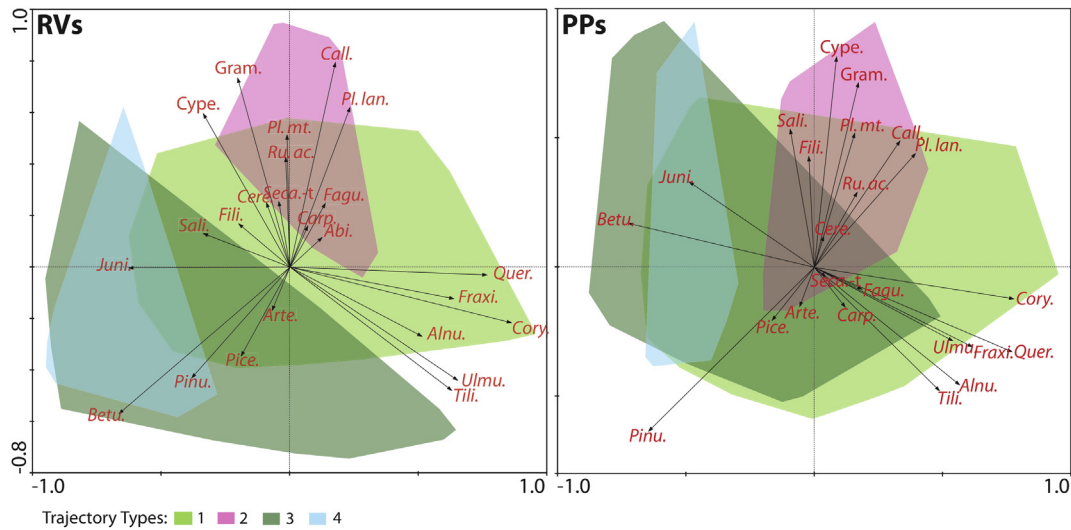 RVs
1.0
Call.
Gram.
Pl. lan.
Cype.
Pl. mt.
Ru. ac.
Cere.
Seca.-t
Fagu.
Fili.
Carp.
Sali.
Abi.
Juni.
Quer.
Fraxi.
Arte.
Alnu.
Cory.
Pice.
Pinu.
Ulmu.
Tili.
Betu.
-0.8
-1.0
1.0
PPs
Cype.
Gram.
Sali.
Pl. mt.
Call.
Fili.
Pl. lan.
Juni.
Ru. ac.
Betu.
Cere.
Seca.-t
Fagu.
Cory.
Arte.
Carp.
Pice.
Ulmu.
Fraxi.
Quer.
Alnu.
Tili.
Pinu.
-1.0
1.0
Trajectory Types: 1 2 3 4